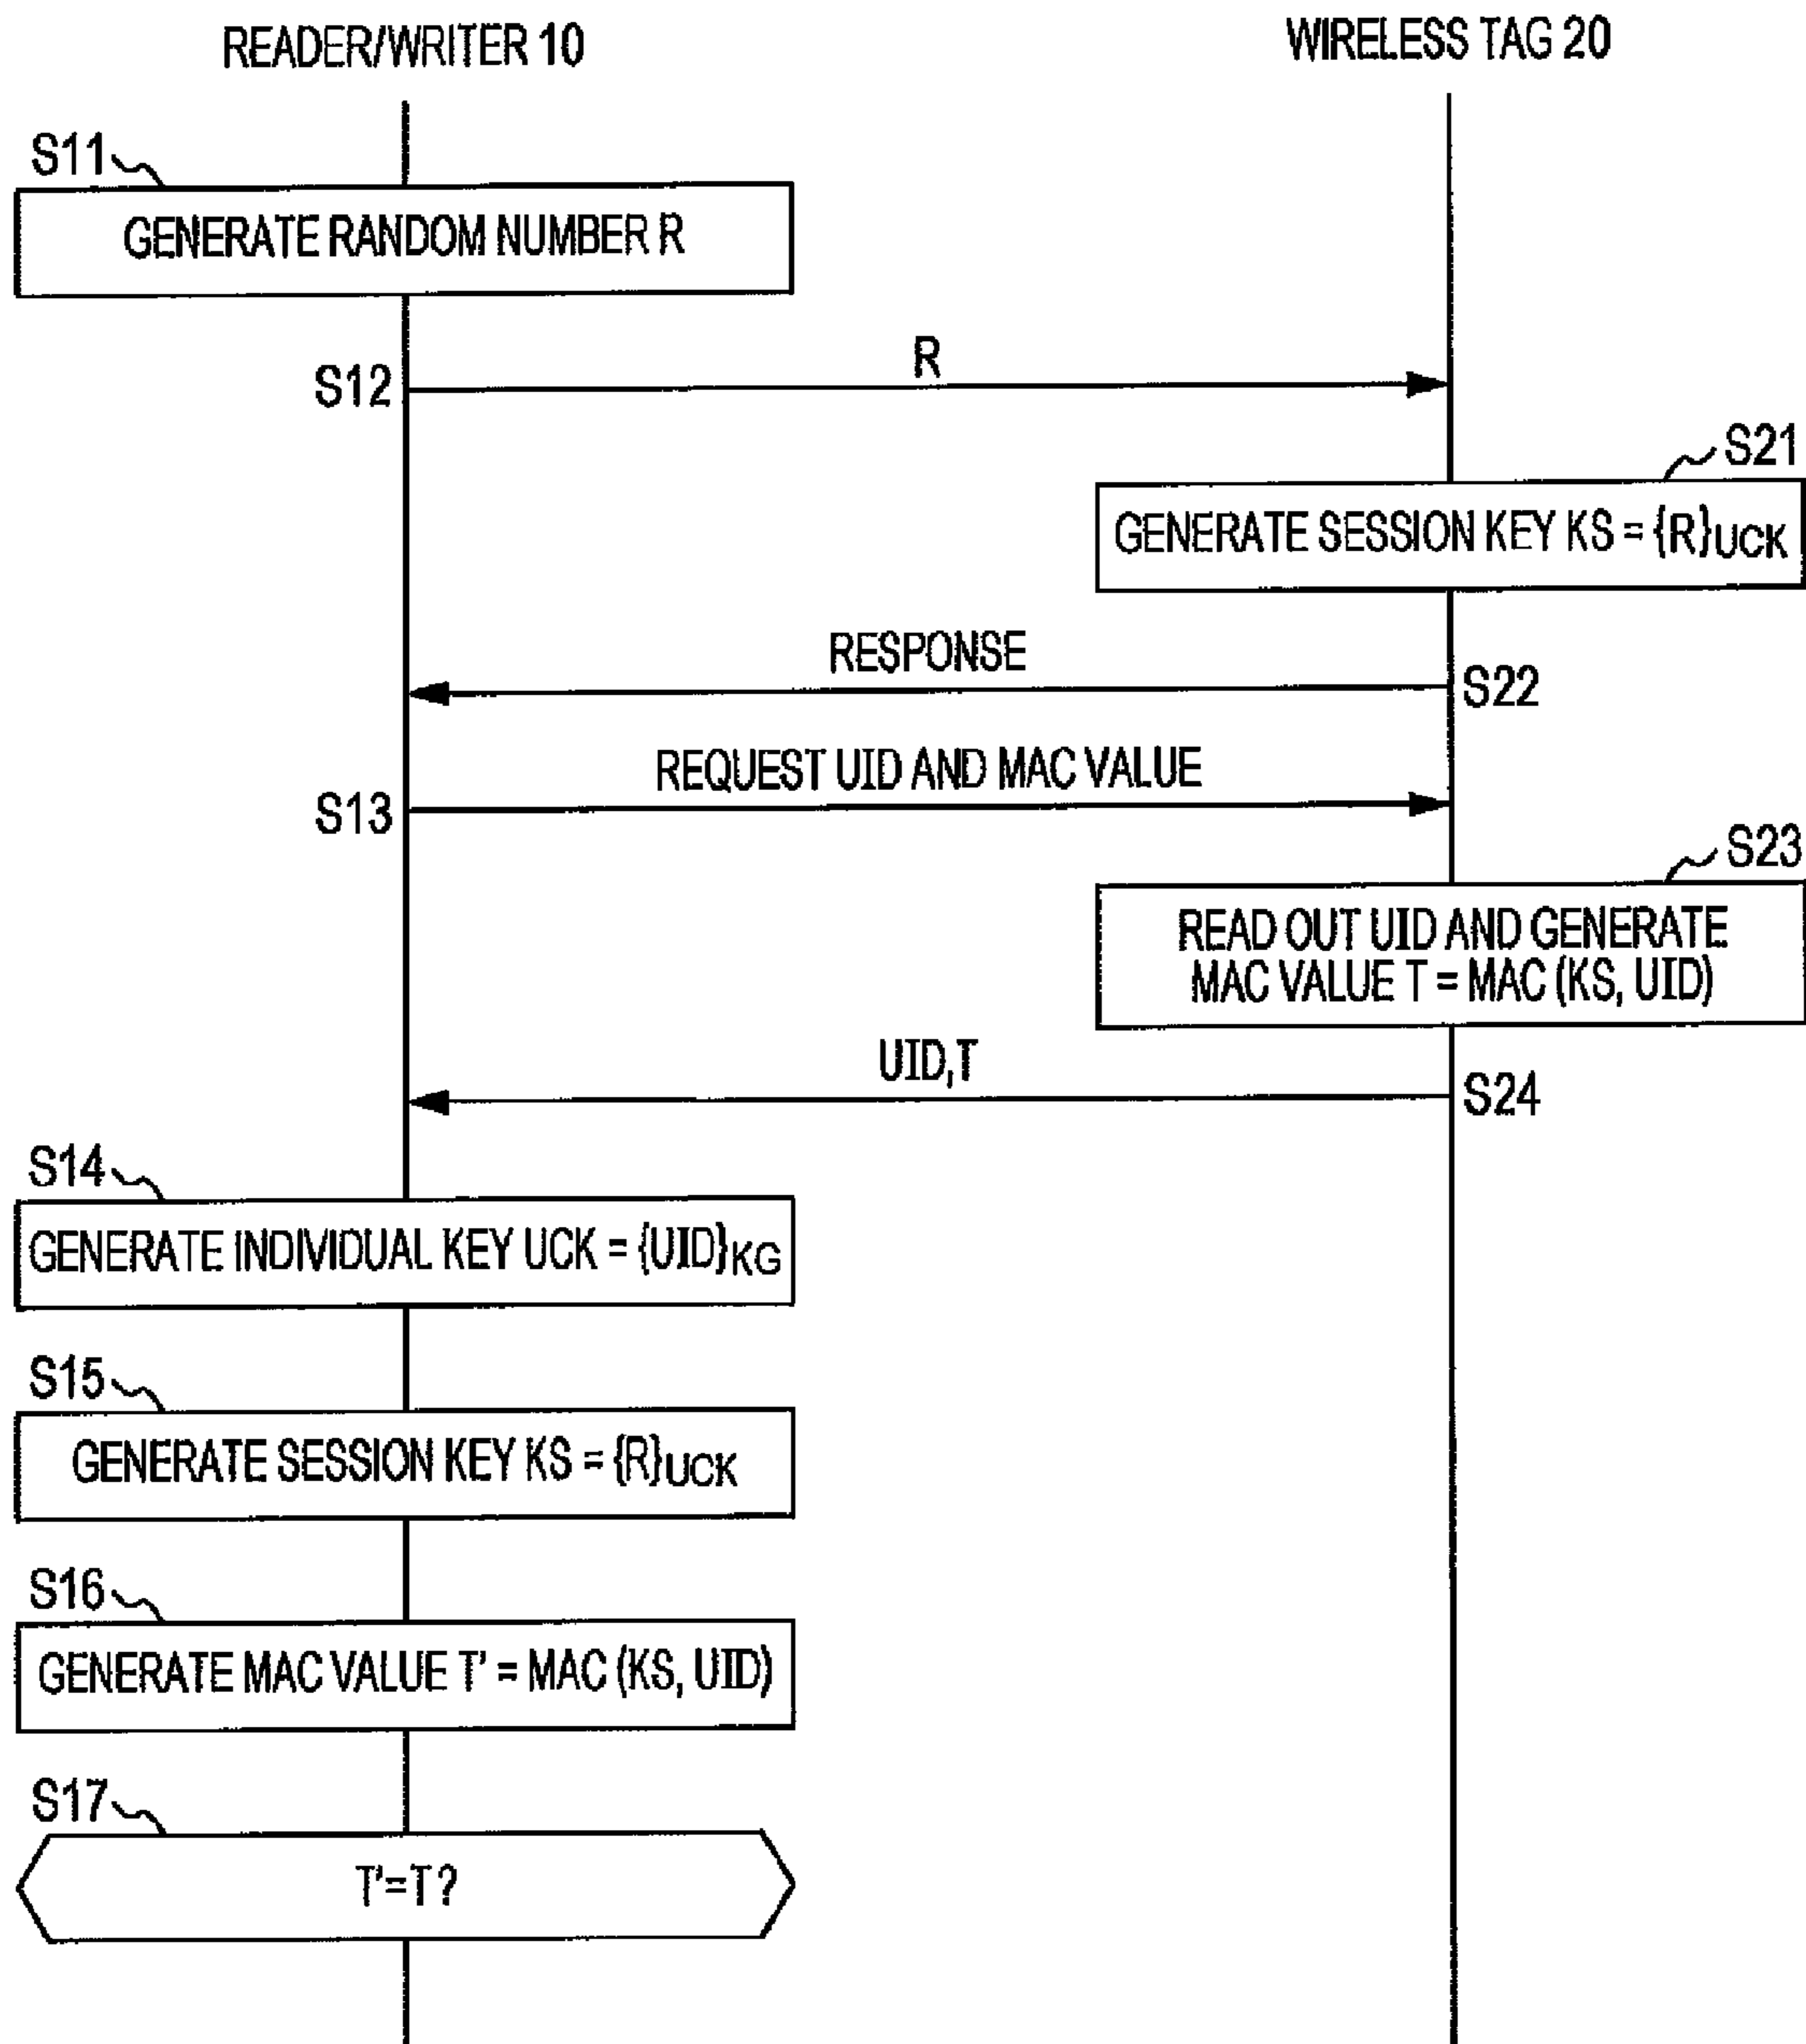 READER/WRITER 10
WIRELESS TAG 20
S11
GENERATE RANDOM NUMBER R
S12
R
S21
GENERATE SESSION KEY KS = {R}UCK
RESPONSE
S22
REQUEST UID AND MAC VALUE
S13
S23
READ OUT UID AND GENERATE
MAC VALUE T = MAC (KS, UID)
UID,T
S24
S14
GENERATE INDIVIDUAL KEY UCK = {UID}KG
S15
GENERATE SESSION KEY KS = {R}UCK
S16
GENERATE MAC VALUE T' = MAC (KS, UID)
S17
T'=T?